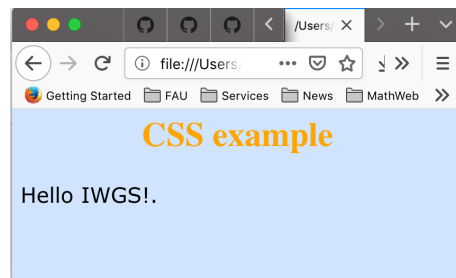 /Users/
file:///Users/
Getting Started FAU Services News MathWeb
CSS example
Hello IWGS!.